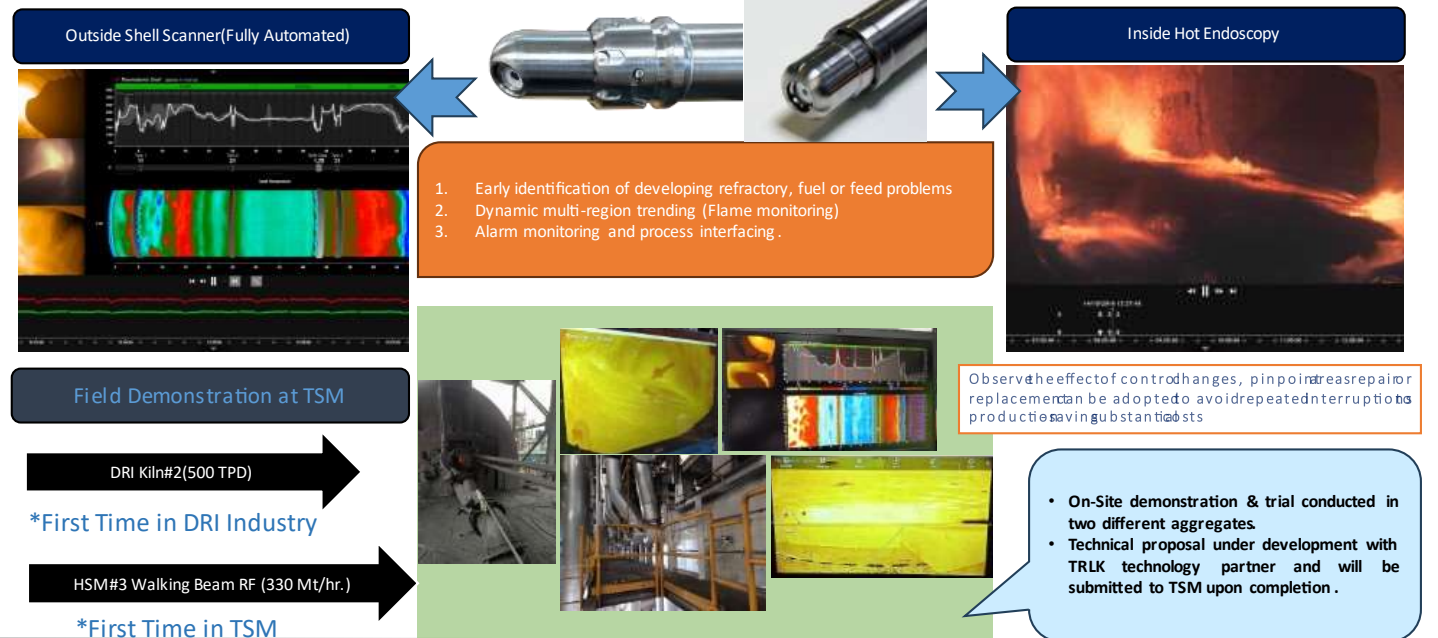 Outside Shell Scanner(Fully Automated)
Inside Hot Endoscopy
1. Early identification of developing refractory, fuel or feed problems
2. Dynamic multi-region trending (Flame monitoring)
3. Alarm monitoring and process interfacing .
Field Demonstration at TSM
DRI Kiln#2(500 TPD)
*First Time in DRI Industry
HSM#3 Walking Beam RF (330 Mt/hr.)
*First Time in TSM
Observe the effect of control changes, pinpoint areas repair or
replacement can be adopted to avoid repeated interruptions to
production-saving substantial costs
• On-Site demonstration & trial conducted in
two different aggregates.
• Technical proposal under development with
TRLK technology partner and will be
submitted to TSM upon completion .